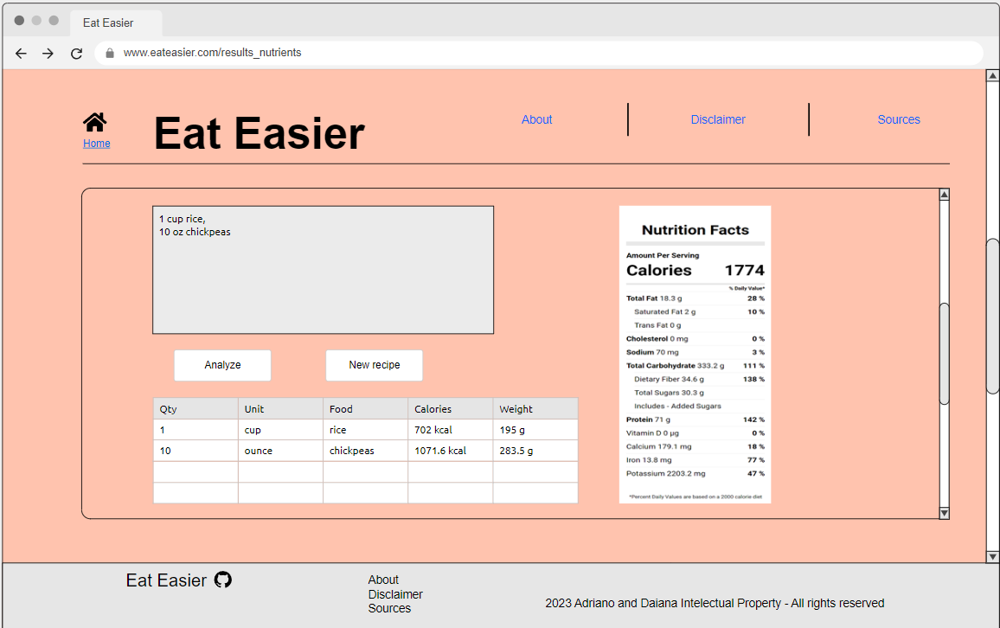 Eat Easier
www.eateasier.com/results_nutrients
Home
Eat Easier
About
Disclaimer
Sources
1 cup rice,
10 oz chickpeas
Analyze
New recipe
Qty Unit Food Calories Weight
1 cup rice 702 kcal 195 g
10 ounce chickpeas 1071.6 kcal 283.5 g
Nutrition Facts
Amount Per Serving
Calories 1774
% Daily Value*
Total Fat 18.3 g 28 %
Saturated Fat 2 g 10 %
Trans Fat 0 g
Cholesterol 0 mg 0 %
Sodium 70 mg 3 %
Total Carbohydrate 333.2 g 111 %
Dietary Fiber 34.6 g 138 %
Total Sugars 30.3 g
Includes - Added Sugars
Protein 71 g 142 %
Vitamin D 0 µg 0 %
Calcium 179.1 mg 18 %
Iron 13.8 mg 77 %
Potassium 2203.2 mg 47 %
*Percent Daily Values are based on a 2000 calorie diet
Eat Easier
About
Disclaimer
Sources
2023 Adriano and Daiana Intelectual Property - All rights reserved